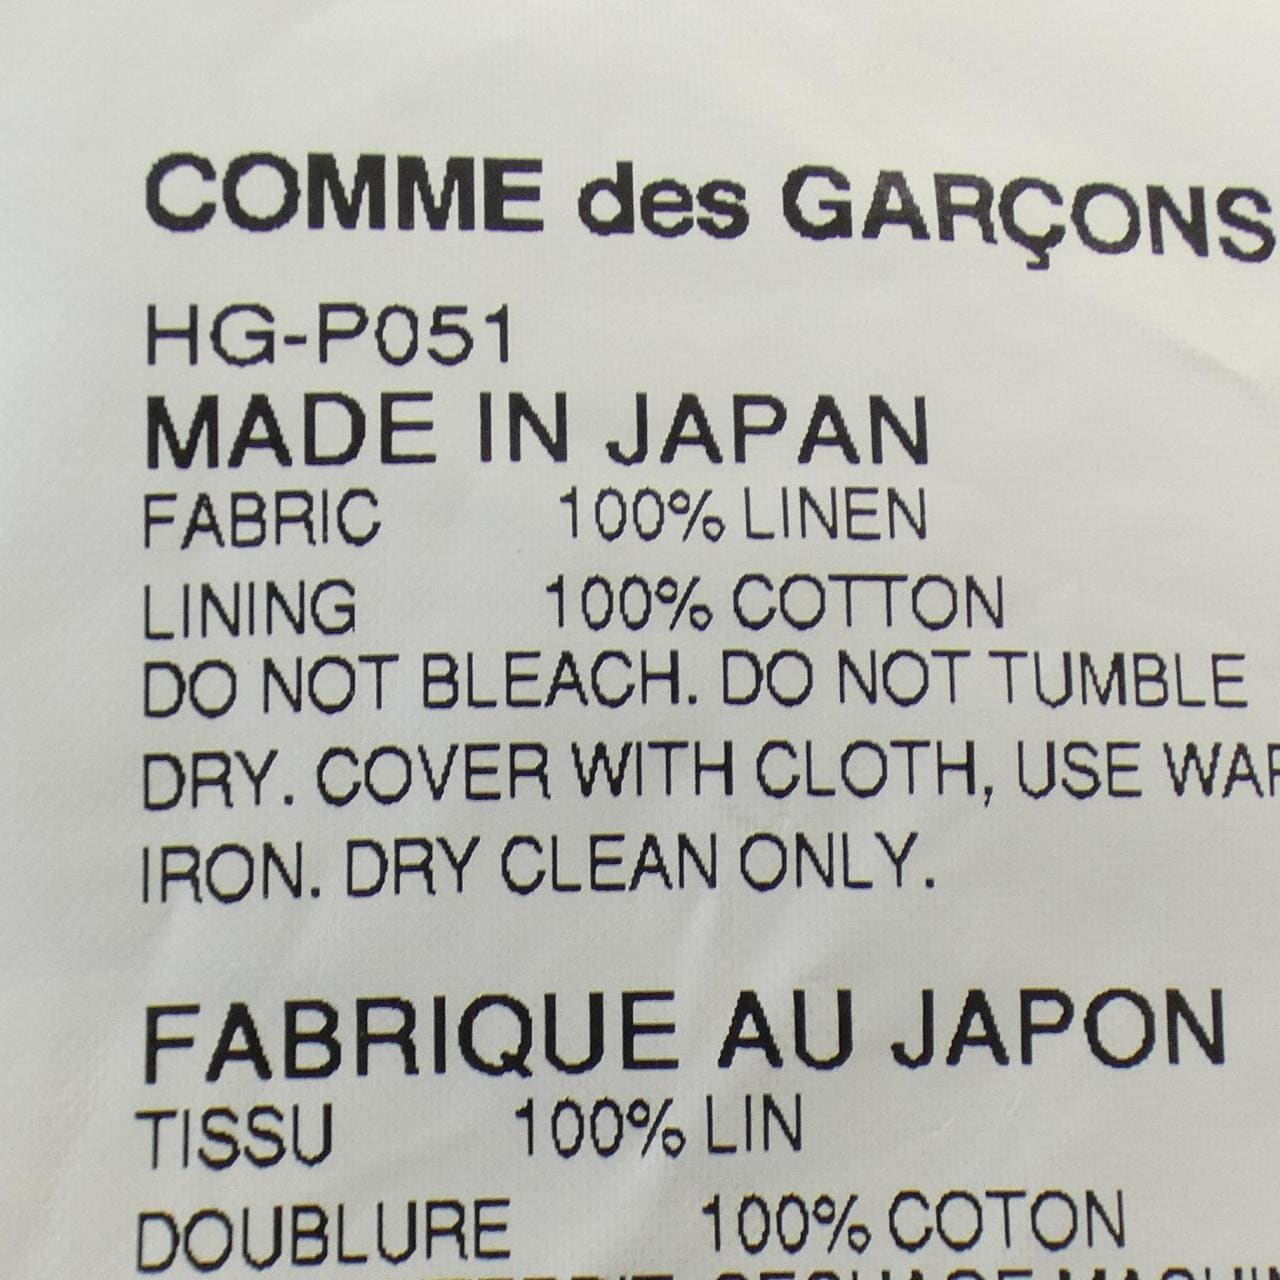 COMME des GARÇONS
HG-P051
MADE IN JAPAN
FABRIC 100% LINEN
LINING 100% COTTON
DO NOT BLEACH. DO NOT TUMBLE
DRY. COVER WITH CLOTH, USE
IRON. DRY CLEAN ONLY.
FABRIQUE AU JAPON
TISSU 100% LIN
DOUBLURE 100% COTON